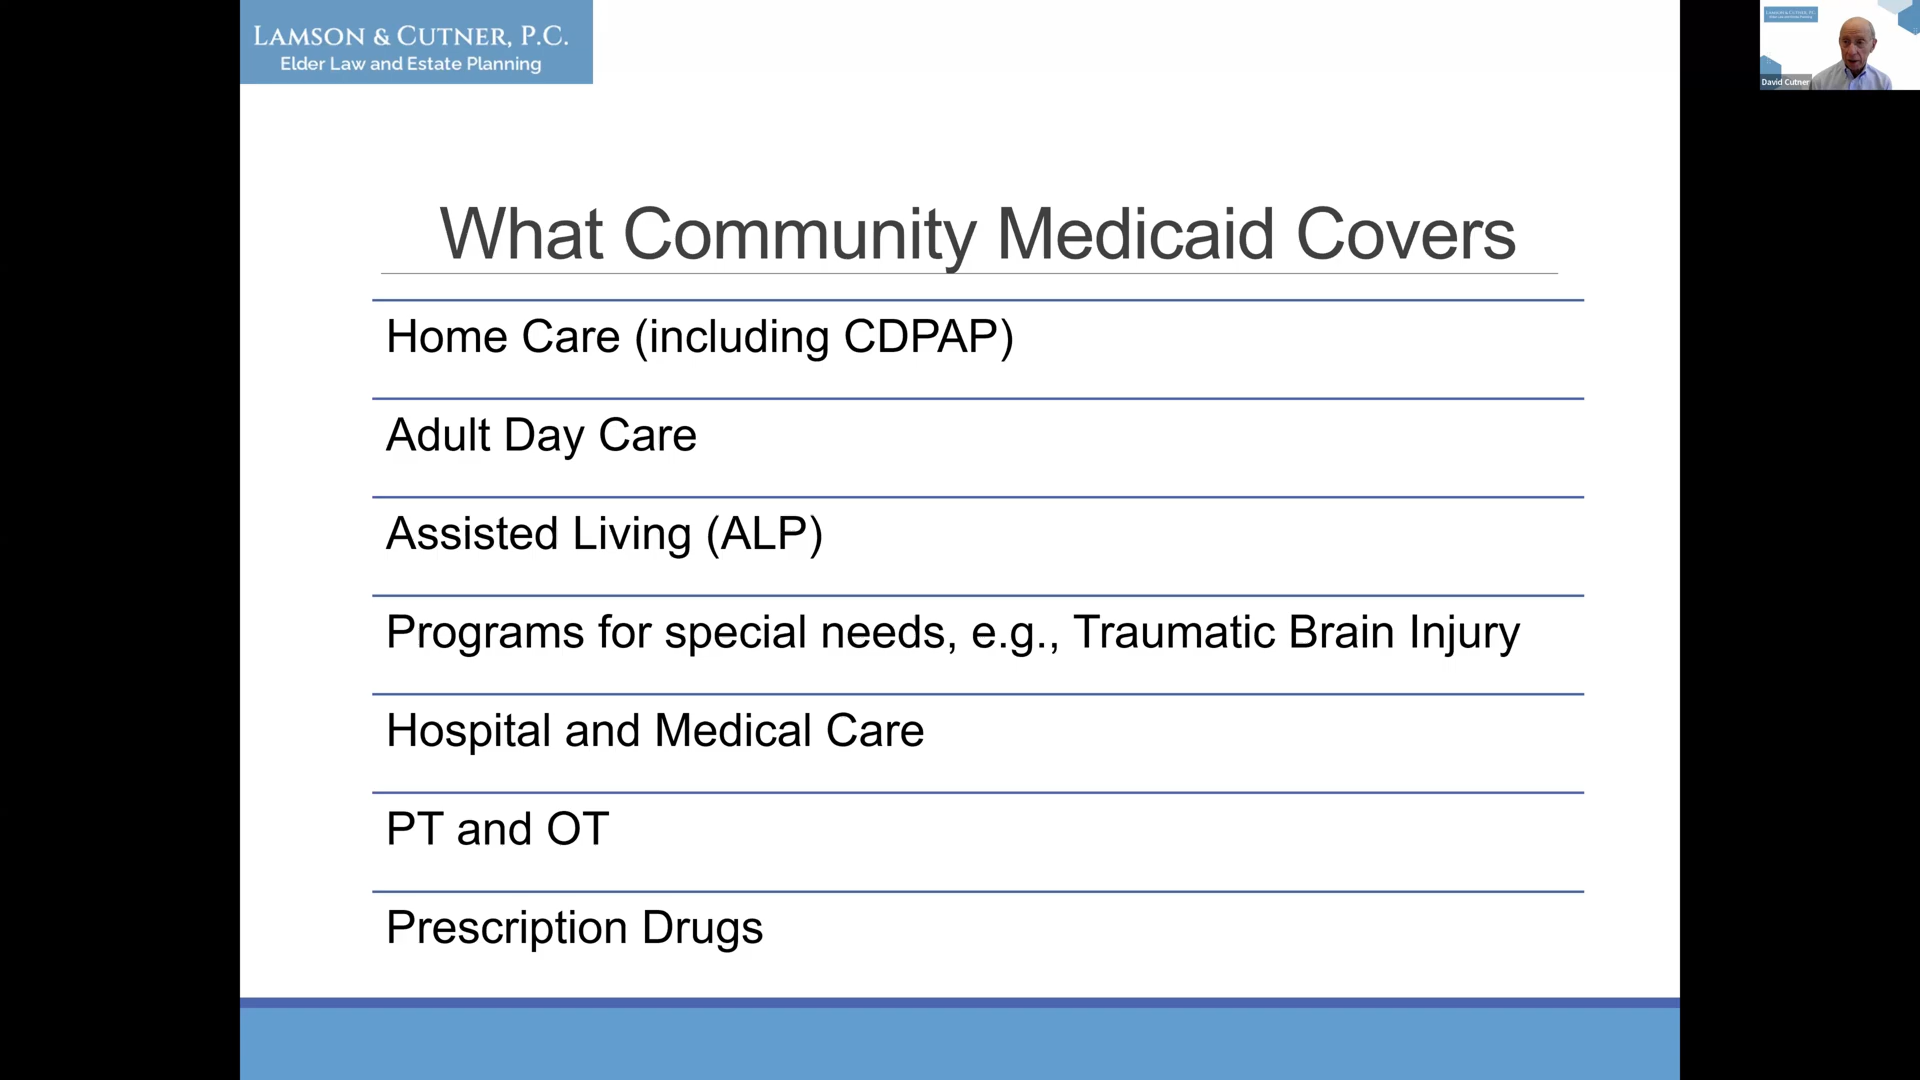 LAMSON & CUTNER, P.C.
Elder Law and Estate Planning
David Cutner
What Community Medicaid Covers
Home Care (including CDPAP)
Adult Day Care
Assisted Living (ALP)
Programs for special needs, e.g., Traumatic Brain Injury
Hospital and Medical Care
PT and OT
Prescription Drugs